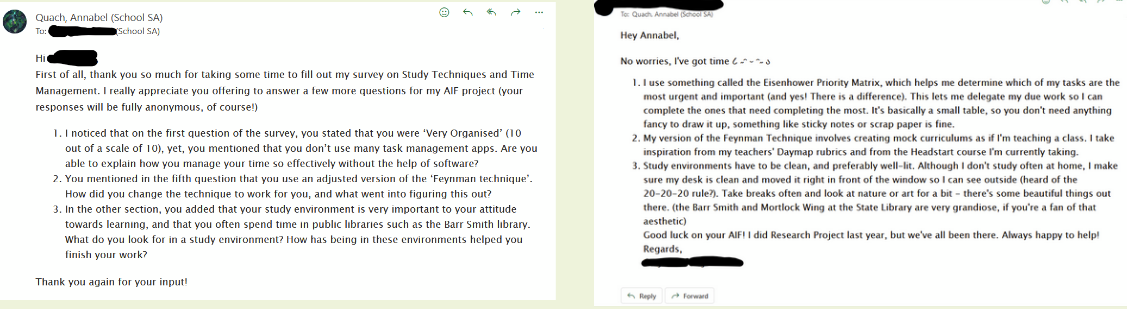 Quach, Annabel (School SA)
To:
(School SA)
Hi
First of all, thank you so much for taking some time to fill out my survey on Study Techniques and Time
Management. I really appreciate you offering to answer a few more questions for my AIF project (your
responses will be fully anonymous, of course!)
1. I noticed that on the first question of the survey, you stated that you were ‘Very Organised’ (10
out of a scale of 10), yet, you mentioned that you don’t use many task management apps. Are you
able to explain how you manage your time so effectively without the help of software?
2. You mentioned in the fifth question that you use an adjusted version of the ‘Feynman technique’.
How did you change the technique to work for you, and what went into figuring this out?
3. In the other section, you added that your study environment is very important to your attitude
towards learning, and that you often spend time in public libraries such as the Barr Smith library.
What do you look for in a study environment? How has being in these environments helped you
finish your work?
Thank you again for your input!
To: Quach, Annabel (School SA)
Hey Annabel,
No worries, I've got time
1. I use something called the Eisenhower Priority Matrix, which helps me determine which of my tasks are the
most urgent and important (and yes! There is a difference). This lets me delegate my due work so I can
complete the ones that need completing the most. It's basically a small table, so you don't need anything
fancy to draw it up, something like sticky notes or scrap paper is fine.
2. My version of the Feynman Technique involves creating mock curriculums as if I'm teaching a class. I take
inspiration from my teachers' Daymap rubrics and from the Headstart course I'm currently taking.
3. Study environments have to be clean, and preferably well-lit. Although I don't study often at home, I make
sure my desk is clean and moved it right in front of the window so I can see outside (heard of the
20-20-20 rule?). Take breaks often and look at nature or art for a bit - there's some beautiful things out
there. (the Barr Smith and Mortlock Wing at the State Library are very grandiose, if you're a fan of that
aesthetic)
Good luck on your AIF! I did Research Project last year, but we've all been there. Always happy to help!
Regards,
Reply
Forward